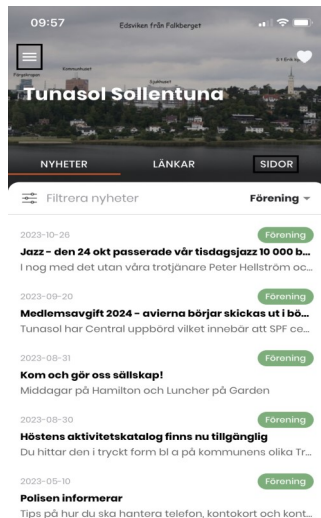 09:57
Edsviken från Falkberget
Kommunhuset
Färgatoppen
Sjukhuset
S:t Erik
Tunasol Sollentuna
NYHETER LÄNKAR SIDOR
Filtrera nyheter Förening
2023-10-26 Förening
Jazz - den 24 okt passerade vår tisdagsjazz 10 000 b...
I nog med det utan våra trotjänare Peter Hellström oc...
2023-09-20 Förening
Medlemsavgift 2024 - avierna börjar skickas ut i bö...
Tunasol har Central uppbörd vilket innebär att SPF ce...
2023-08-31 Förening
Kom och gör oss sällskap!
Middagar på Hamilton och Luncher på Garden
2023-08-30 Förening
Höstens aktivitetskatalog finns nu tillgänglig
Du hittar den i tryckt form bl a på kommunens olika Tr...
2023-05-10 Förening
Polisen informerar
Tips på hur du ska hantera telefon, kontokort och kont...